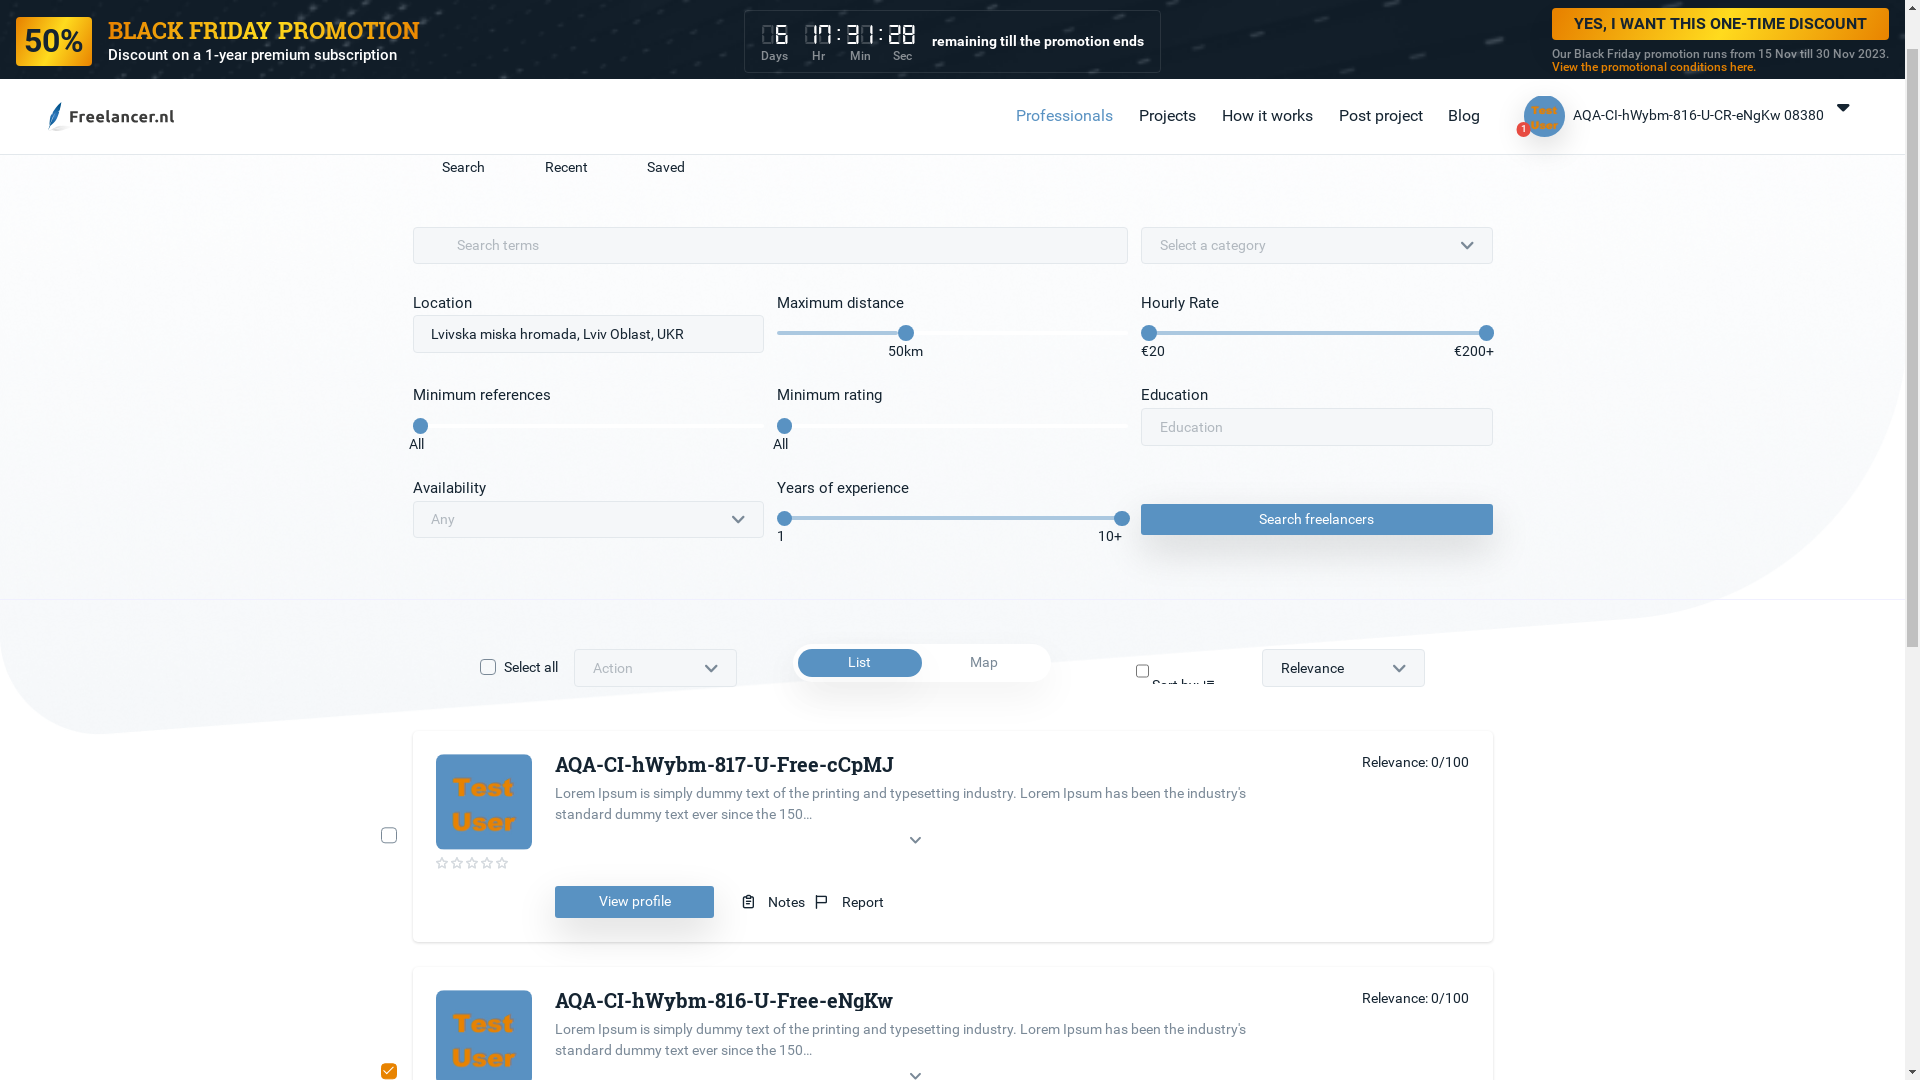 50%
BLACK FRIDAY PROMOTION
Discount on a 1-year premium subscription
6 17:31:28
Days Hr Min Sec
remaining till the promotion ends
YES, I WANT THIS ONE-TIME DISCOUNT
Our Black Friday promotion runs from 15 Nov till 30 Nov 2023.
View the promotional conditions here.
Freelancer.nl
Professionals
Projects
How it works
Post project
Blog
Test User
1
AQA-CI-hWybm-816-U-CR-eNgKw 08380
Search
Recent
Saved
Search terms
Select a category
Location
Maximum distance
Hourly Rate
Lvivska miska hromada, Lviv Oblast, UKR
50km
€20
€200+
Minimum references
Minimum rating
Education
All
All
Education
Availability
Years of experience
Any
1
10+
Search freelancers
Select all
Action
List
Map
Sort by:
Relevance
Test
User
AQA-CI-hWybm-817-U-Free-cCpMJ
Relevance: 0/100
Lorem Ipsum is simply dummy text of the printing and typesetting industry. Lorem Ipsum has been the industry's
standard dummy text ever since the 150...
View profile
Notes
Report
Test
User
AQA-CI-hWybm-816-U-Free-eNgKw
Relevance: 0/100
Lorem Ipsum is simply dummy text of the printing and typesetting industry. Lorem Ipsum has been the industry's
standard dummy text ever since the 150...